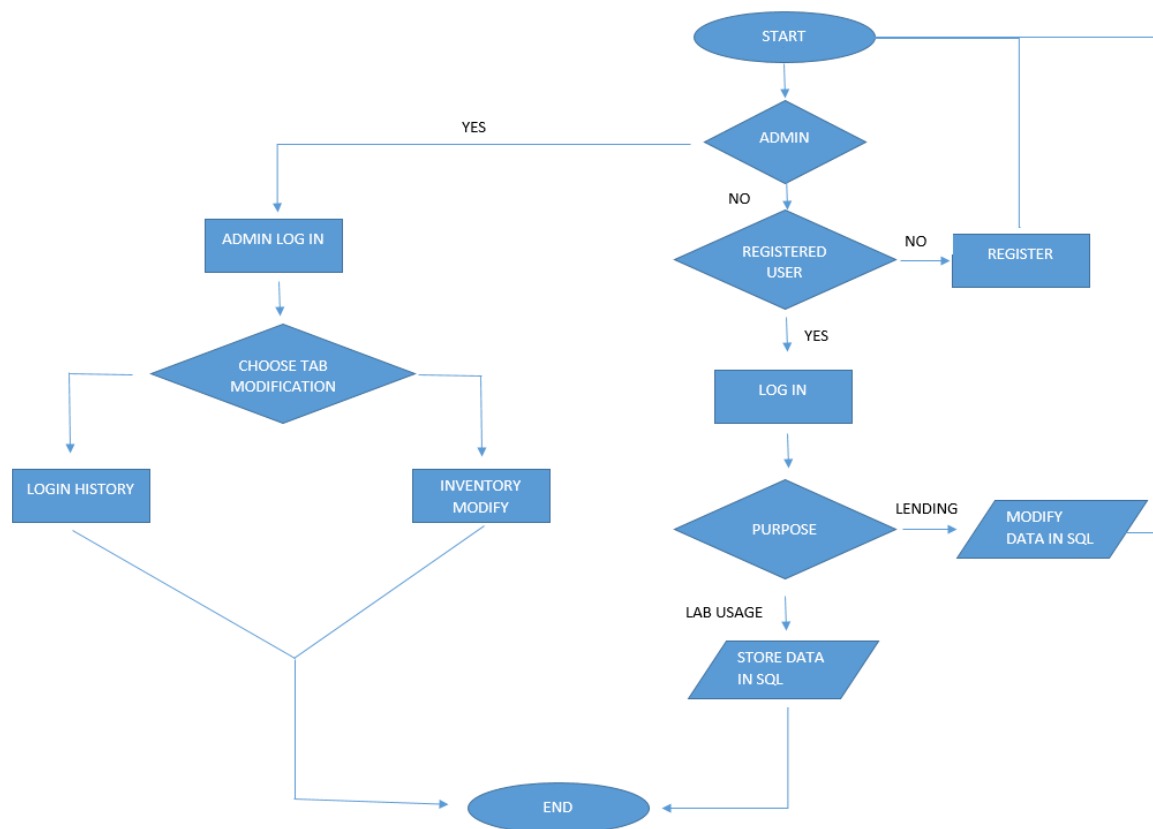 START
YES
ADMIN
NO
ADMIN LOG IN
REGISTERED
USER
NO
REGISTER
YES
CHOOSE TAB
MODIFICATION
LOG IN
LOGIN HISTORY
INVENTORY
MODIFY
PURPOSE
LENDING
MODIFY
DATA IN SQL
LAB USAGE
STORE DATA
IN SQL
END